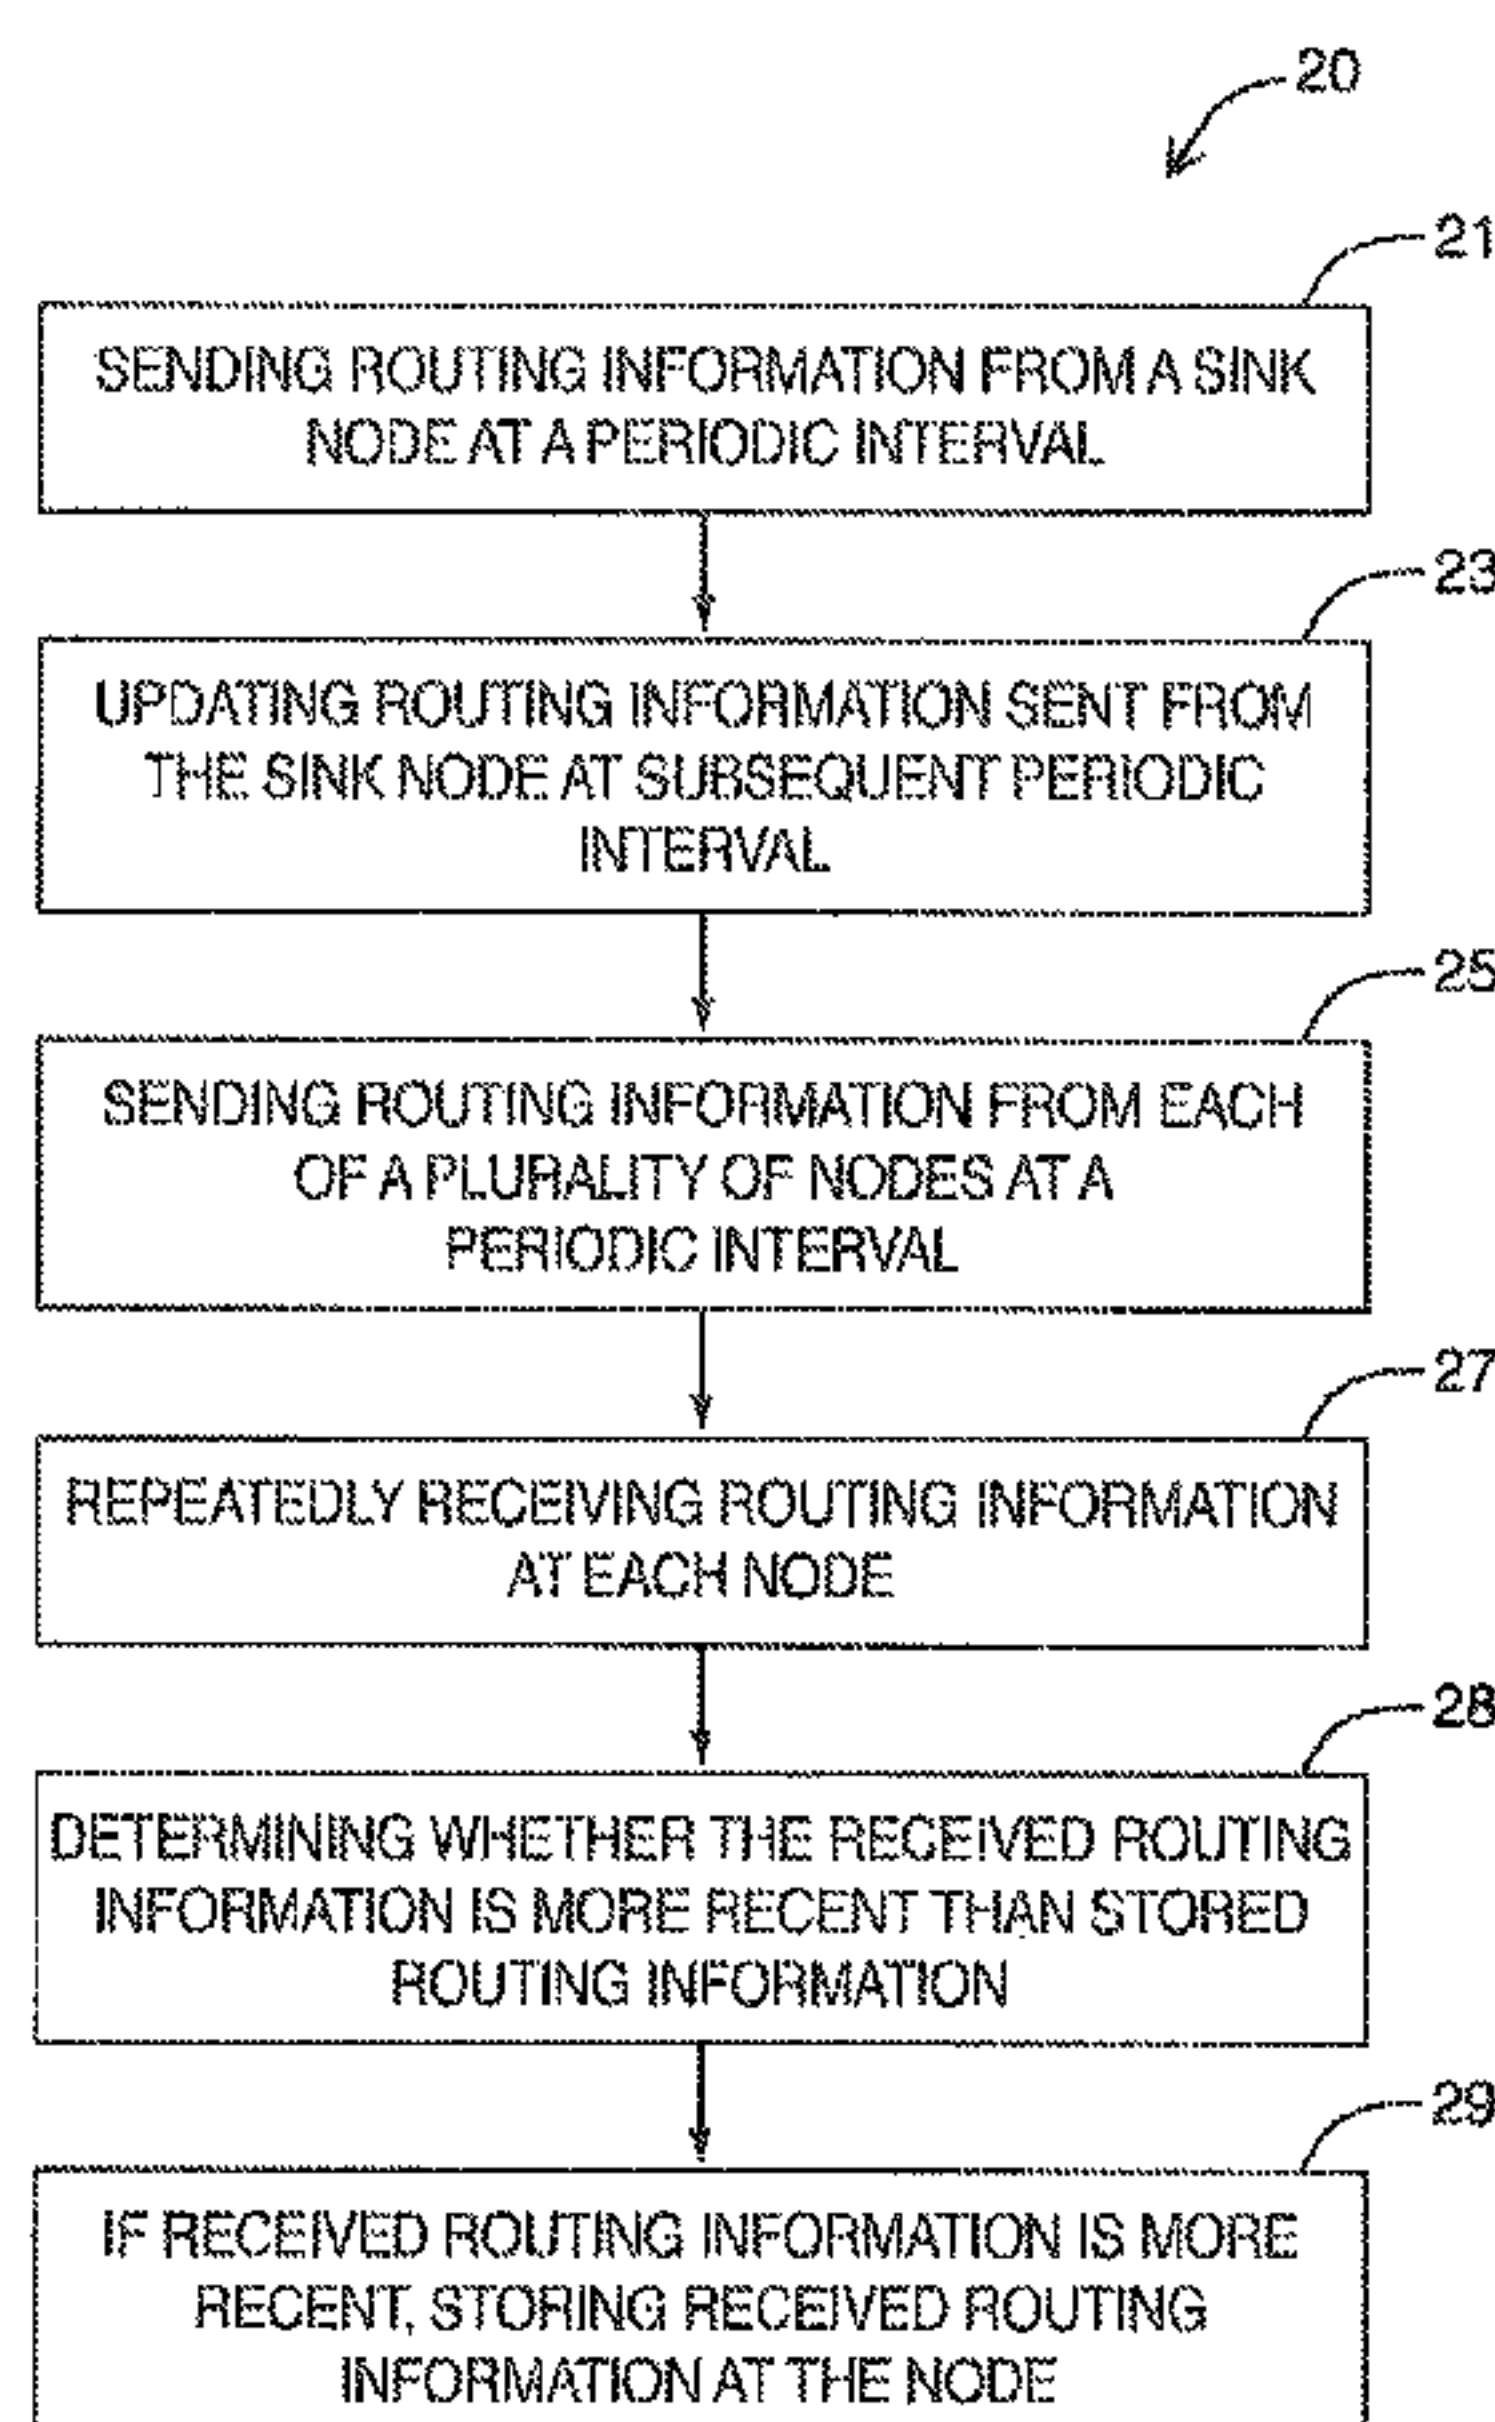 20
21
SENDING ROUTING INFORMATION FROM A SINK
NODE AT A PERIODIC INTERVAL
23
UPDATING ROUTING INFORMATION SENT FROM
THE SINK NODE AT SUBSEQUENT PERIODIC
INTERVAL
25
SENDING ROUTING INFORMATION FROM EACH
OF A PLURALITY OF NODES AT A
PERIODIC INTERVAL
27
REPEATEDLY RECEIVING ROUTING INFORMATION
AT EACH NODE
28
DETERMINING WHETHER THE RECEIVED ROUTING
INFORMATION IS MORE RECENT THAN STORED
ROUTING INFORMATION
29
IF RECEIVED ROUTING INFORMATION IS MORE
RECENT, STORING RECEIVED ROUTING
INFORMATION AT THE NODE